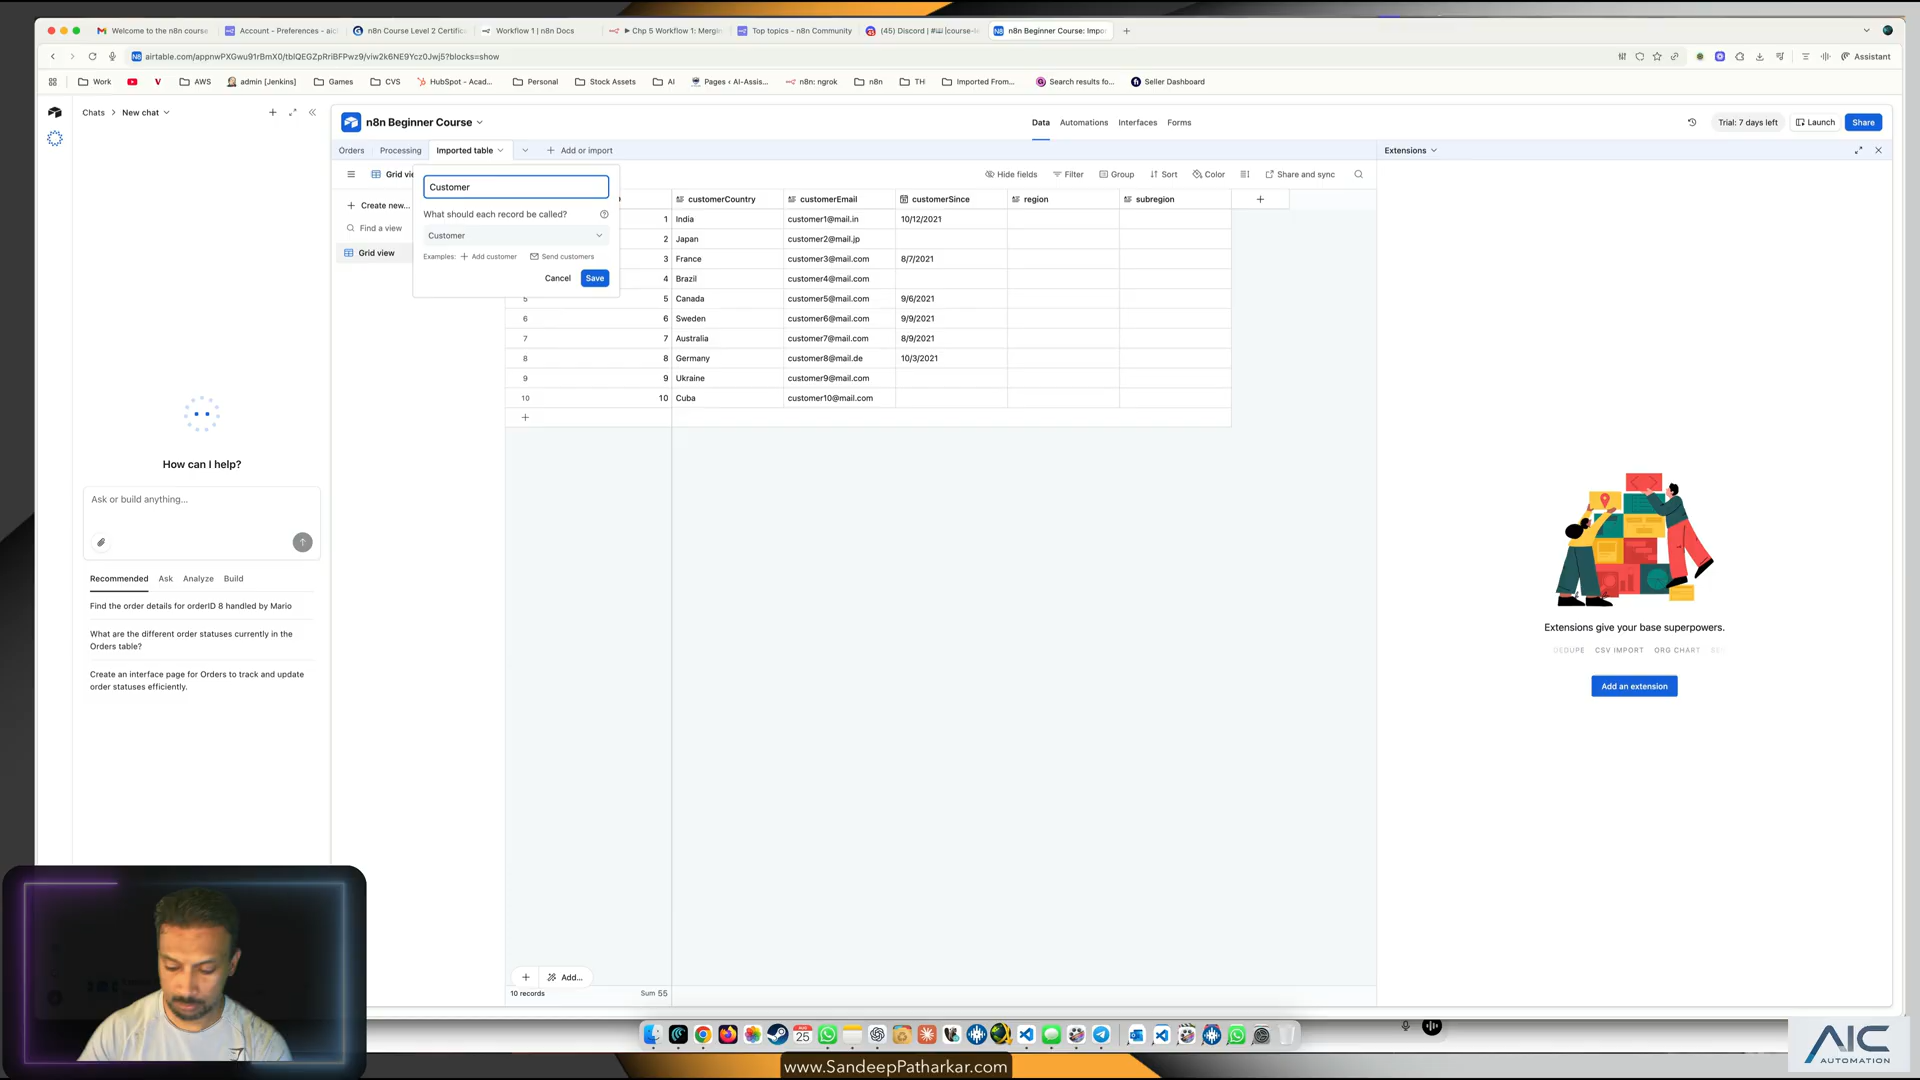 Welcome to the n8n course
Account - Preferences - aic
n8n Course Level 2 Certific
Workflow 1 | n8n Docs
▶ Chp 5 Workflow 1: Mergin
Top topics - n8n Community
(45) Discord | #
|course-
n8n Beginner Course: Impo
airtable.com/appnwPXGwu91rBmX0/tblQEGZpRriBFPwz9/viw2k6NE9Ycz0Jwj5?blocks=show
Assistant
Work
AWS
admin [Jenkins]
Games
CVS
HubSpot - Acad...
Personal
Stock Assets
AI
Pages ‹ AI-Assis...
n8n: ngrok
n8n
TH
Imported From...
Search results fo...
Seller Dashboard
Chats > New chat
n8n Beginner Course
Data
Automations
Interfaces
Forms
Trial: 7 days left
Launch
Share
Orders
Processing
Imported table
Add or import
Extensions
Grid vie
Hide fields
Filter
Group
Sort
Color
Share and sync
Create new...
Find a view
Grid view
Customer
What should each record be called?
Customer
Examples: + Add customer
Send customers
Cancel
Save
customerCountry
customerEmail
customerSince
region
subregion
1 India customer1@mail.in 10/12/2021
2 Japan customer2@mail.jp
3 France customer3@mail.com 8/7/2021
4 Brazil customer4@mail.com
5 5 Canada customer5@mail.com 9/6/2021
6 6 Sweden customer6@mail.com 9/9/2021
7 7 Australia customer7@mail.com 8/9/2021
8 8 Germany customer8@mail.de 10/3/2021
9 9 Ukraine customer9@mail.com
10 10 Cuba customer10@mail.com
How can I help?
Ask or build anything...
Recommended
Ask
Analyze
Build
Find the order details for orderID 8 handled by Mario
What are the different order statuses currently in the
Orders table?
Create an interface page for Orders to track and update
order statuses efficiently.
Extensions give your base superpowers.
DEDUPE
CSV IMPORT
ORG CHART
Add an extension
Add...
10 records
Sum 55
25
www.SandeepPatharkar.com
AIC
AUTOMATION